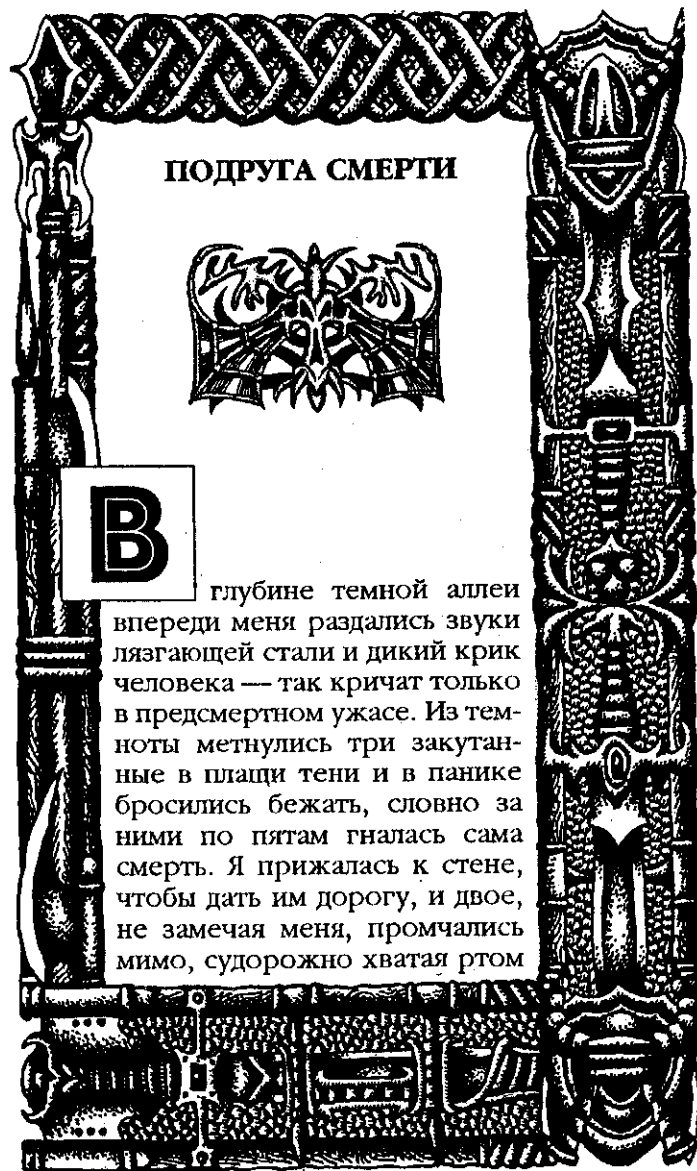 ПОДРУГА СМЕРТИ
В глубине темной аллеи
впереди меня раздались звуки
лязгающей стали и дикий крик
человека — так кричат только
в предсмертном ужасе. Из тем-
ноты метнулись три закутан-
ные в плащи тени и в панике
бросились бежать, словно за
ними по пятам гналась сама
смерть. Я прижалась к стене,
чтобы дать им дорогу, и двое,
не замечая меня, промчались
мимо, судорожно хватая ртом